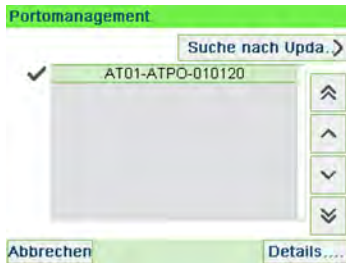 Portomanagement
Suche nach Upda.
AT01-ATPO-010120
Abbrechen
Details....